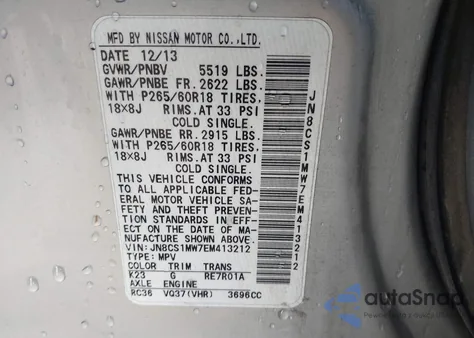 MFD BY NISSAN MOTOR CO.,LTD.
DATE 12/13
GVWR/PNBV 5519 LBS.
GAWR/PNBE FR. 2622 LBS.
WITH P265/60R18 TIRES,
18X8J RIMS.AT 33 PSI
COLD SINGLE.
GAWR/PNBE RR. 2915 LBS.
WITH P265/60R18 TIRES,
18X8J RIMS.AT 33 PSI
COLD SINGLE.
THIS VEHICLE CONFORMS
TO ALL APPLICABLE FED-
ERAL MOTOR VEHICLE SA-
FETY AND THEFT PREVEN
TION STANDARDS IN EFF
ECT ON THE DATE OF MA-
NUFACTURE SHOWN ABOVE.
VIN:JN8CS1MW7EM413212
TYPE: MPV
COLOR TRIM TRANS
K23 G RE7R01A
AXLE ENGINE
RC36 VQ37(VHR) 3696CC
JN8CS1MW7EM413212
autoSnap
www.autosnap.com